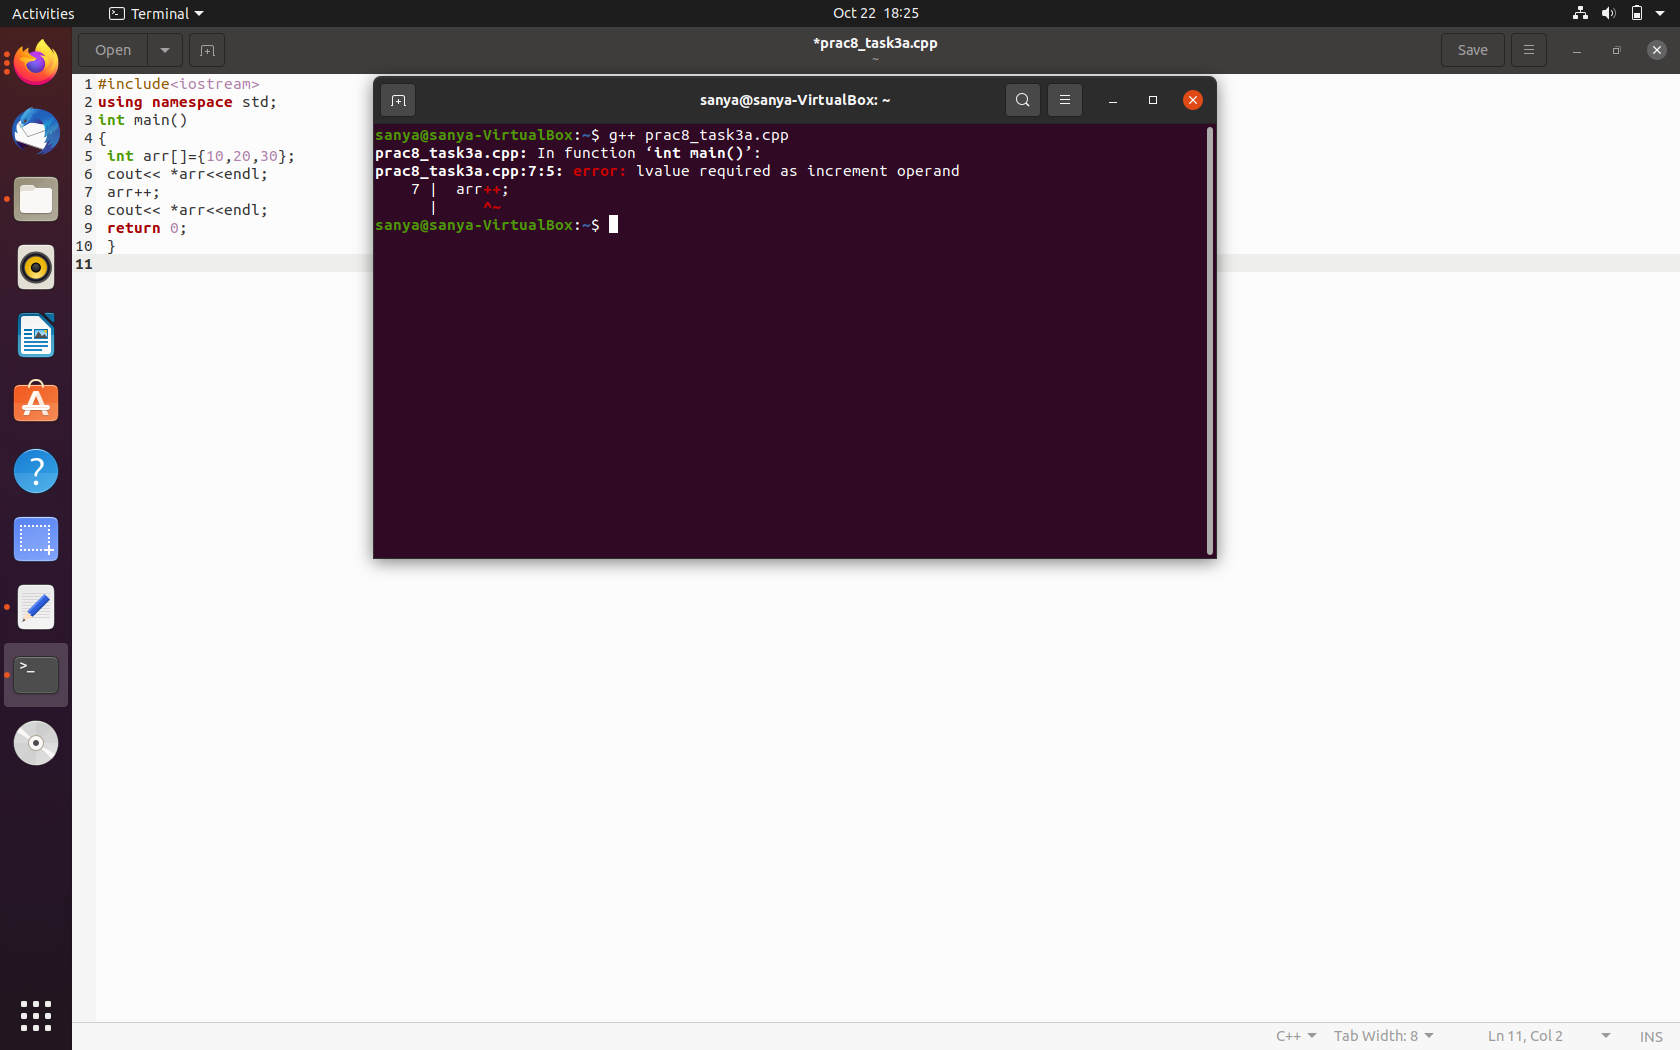 Activities
Terminal
Oct 22 18:25
Open
*prac8_task3a.cpp
~
Save
1 #include<iostream>
2 using namespace std;
3 int main()
4 {
5 int arr[]={10,20,30};
6 cout<< *arr<<endl;
7 arr++;
8 cout<< *arr<<endl;
9 return 0;
10 }
11
sanya@sanya-VirtualBox: ~
sanya@sanya-VirtualBox:~$ g++ prac8_task3a.cpp
prac8_task3a.cpp: In function ‘int main()’:
prac8_task3a.cpp:7:5: error: lvalue required as increment operand
7 | arr++;
| ^~
sanya@sanya-VirtualBox:~$
C++ Tab Width: 8 Ln 11, Col 2 INS